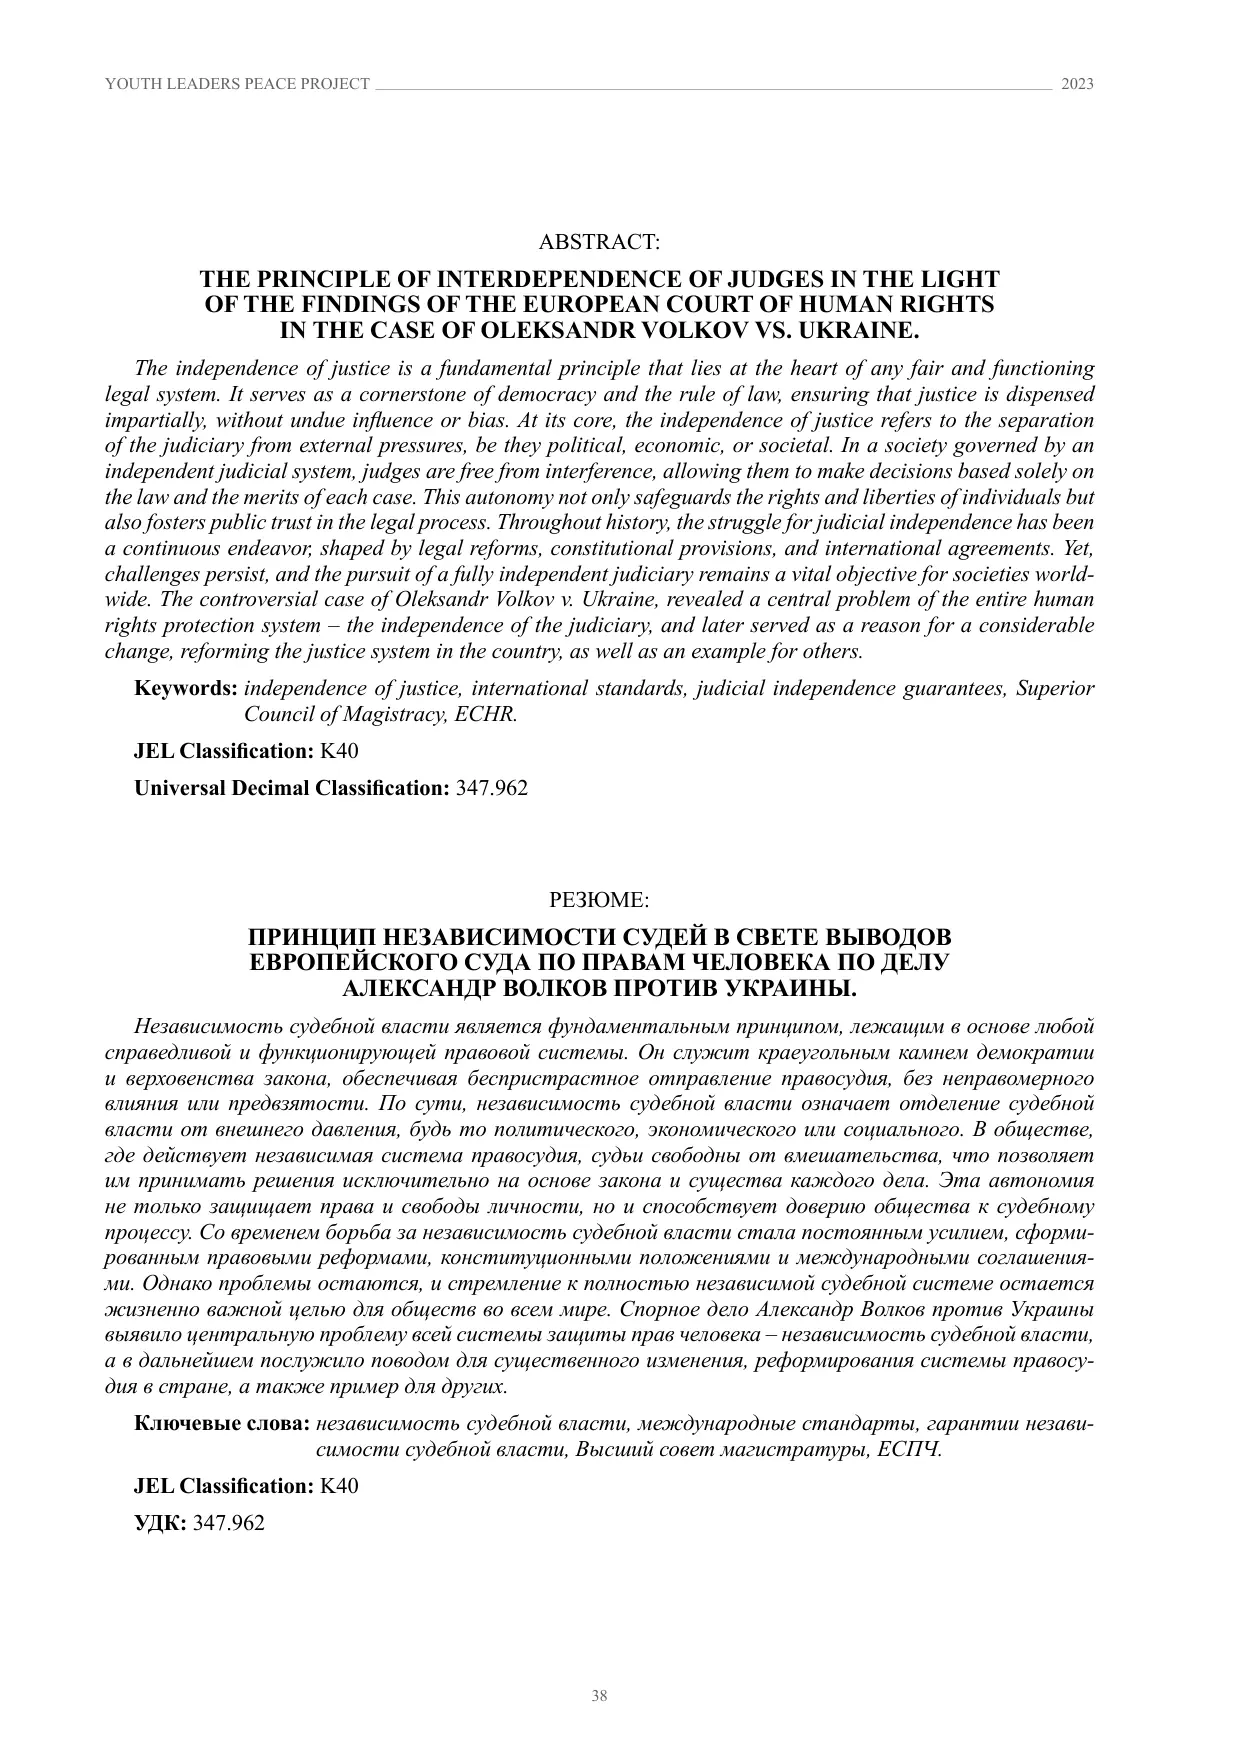 YOUTH LEADERS PEACE PROJECT 2023
ABSTRACT:
THE PRINCIPLE OF INTERDEPENDENCE OF JUDGES IN THE LIGHT
OF THE FINDINGS OF THE EUROPEAN COURT OF HUMAN RIGHTS
IN THE CASE OF OLEKSANDR VOLKOV VS. UKRAINE.
The independence of justice is a fundamental principle that lies at the heart of any fair and functioning
legal system. It serves as a cornerstone of democracy and the rule of law, ensuring that justice is dispensed
impartially, without undue influence or bias. At its core, the independence of justice refers to the separation
of the judiciary from external pressures, be they political, economic, or societal. In a society governed by an
independent judicial system, judges are free from interference, allowing them to make decisions based solely on
the law and the merits of each case. This autonomy not only safeguards the rights and liberties of individuals but
also fosters public trust in the legal process. Throughout history, the struggle for judicial independence has been
a continuous endeavor, shaped by legal reforms, constitutional provisions, and international agreements. Yet,
challenges persist, and the pursuit of a fully independent judiciary remains a vital objective for societies world-
wide. The controversial case of Oleksandr Volkov v. Ukraine, revealed a central problem of the entire human
rights protection system – the independence of the judiciary, and later served as a reason for a considerable
change, reforming the justice system in the country, as well as an example for others.
Keywords: independence of justice, international standards, judicial independence guarantees, Superior
Council of Magistracy, ECHR.
JEL Classification: K40
Universal Decimal Classification: 347.962
РЕЗЮМЕ:
ПРИНЦИП НЕЗАВИСИМОСТИ СУДЕЙ В СВЕТЕ ВЫВОДОВ
ЕВРОПЕЙСКОГО СУДА ПО ПРАВАМ ЧЕЛОВЕКА ПО ДЕЛУ
АЛЕКСАНДР ВОЛКОВ ПРОТИВ УКРАИНЫ.
Независимость судебной власти является фундаментальным принципом, лежащим в основе любой
справедливой и функционирующей правовой системы. Он служит краеугольным камнем демократии
и верховенства закона, обеспечивая беспристрастное отправление правосудия, без неправомерного
влияния или предвзятости. По сути, независимость судебной власти означает отделение судебной
власти от внешнего давления, будь то политического, экономического или социального. В обществе,
где действует независимая система правосудия, судьи свободны от вмешательства, что позволяет
им принимать решения исключительно на основе закона и существа каждого дела. Эта автономия
не только защищает права и свободы личности, но и способствует доверию общества к судебному
процессу. Со временем борьба за независимость судебной власти стала постоянным усилием, сформи-
рованным правовыми реформами, конституционными положениями и международными соглашения-
ми. Однако проблемы остаются, и стремление к полностью независимой судебной системе остается
жизненно важной целью для обществ во всем мире. Спорное дело Александр Волков против Украины
выявило центральную проблему всей системы защиты прав человека – независимость судебной власти,
а в дальнейшем послужило поводом для существенного изменения, реформирования системы правосу-
дия в стране, а также пример для других.
Ключевые слова: независимость судебной власти, международные стандарты, гарантии незави-
симости судебной власти, Высший совет магистратуры, ЕСПЧ.
JEL Classification: K40
УДК: 347.962
38